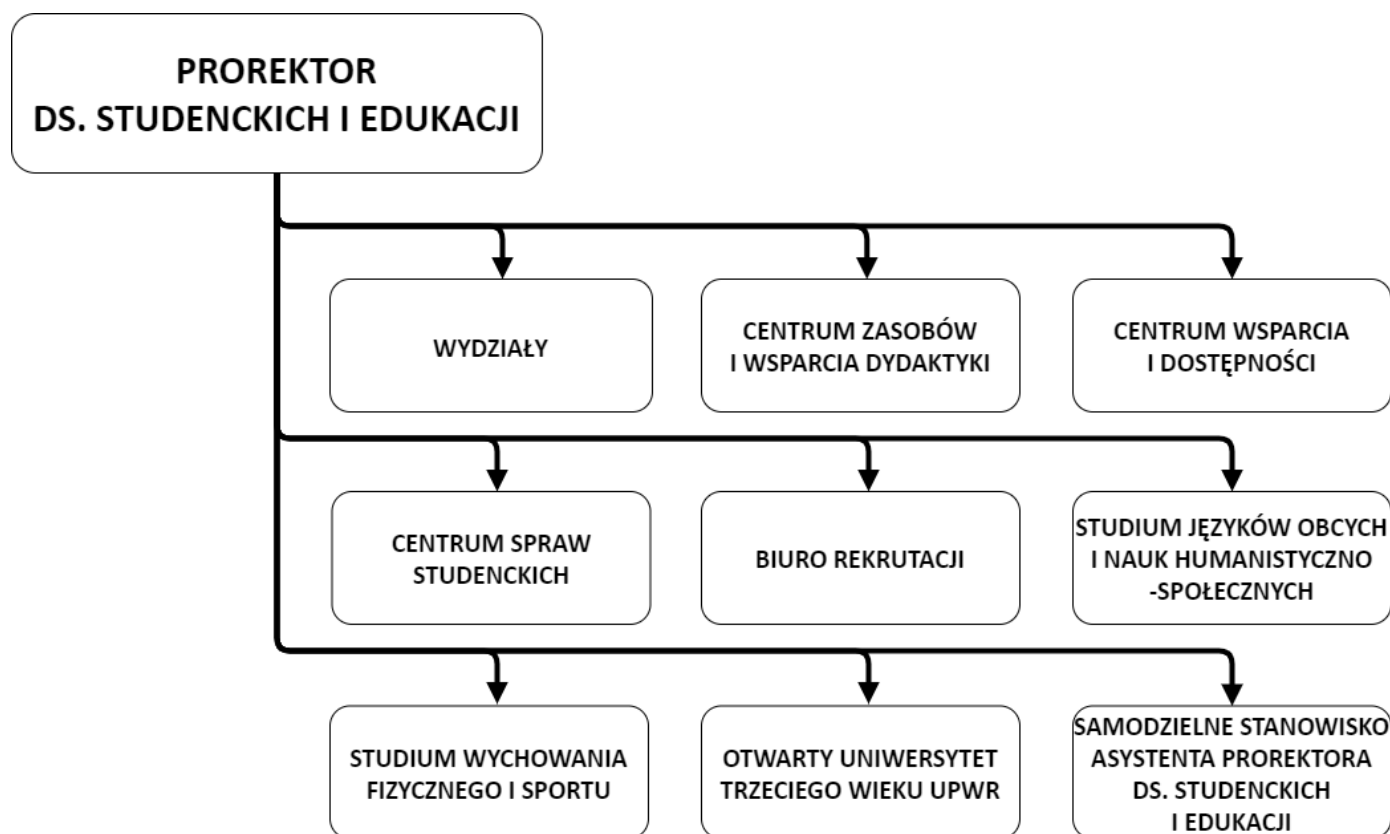 PROREKTOR
DS. STUDENCKICH I EDUKACJI
WYDZIAŁY
CENTRUM ZASOBÓW
I WSPARCIA DYDAKTYKI
CENTRUM WSPARCIA
I DOSTĘPNOŚCI
CENTRUM SPRAW
STUDENCKICH
BIURO REKRUTACJI
STUDIUM JĘZYKÓW OBCYCH
I NAUK HUMANISTYCZNO
-SPOŁECZNYCH
STUDIUM WYCHOWANIA
FIZYCZNEGO I SPORTU
OTWARTY UNIWERSYTET
TRZECIEGO WIEKU UPWR
SAMODZIELNE STANOWISKO
ASYSTENTA PROREKTORA
DS. STUDENCKICH
I EDUKACJI